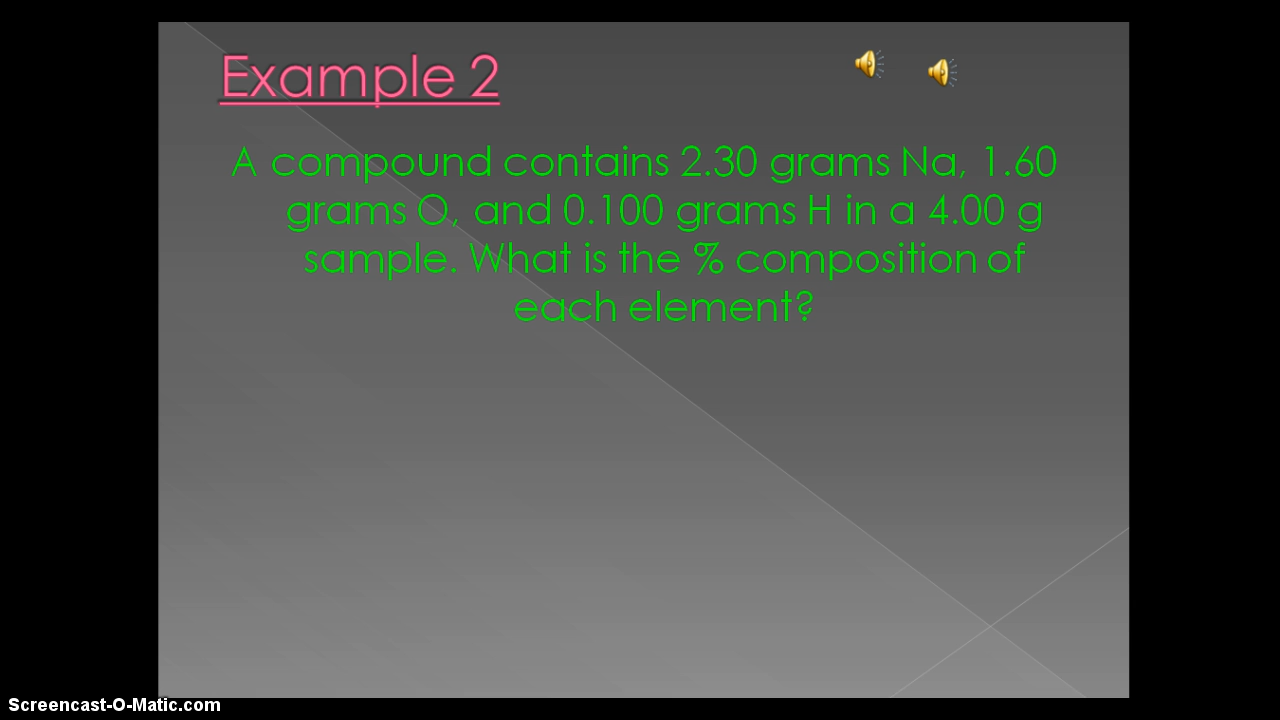 Example 2
A compound contains 2.30 grams Na, 1.60
grams O, and 0.100 grams H in a 4.00 g
sample. What is the % composition of
each element?
Screencast-O-Matic.com